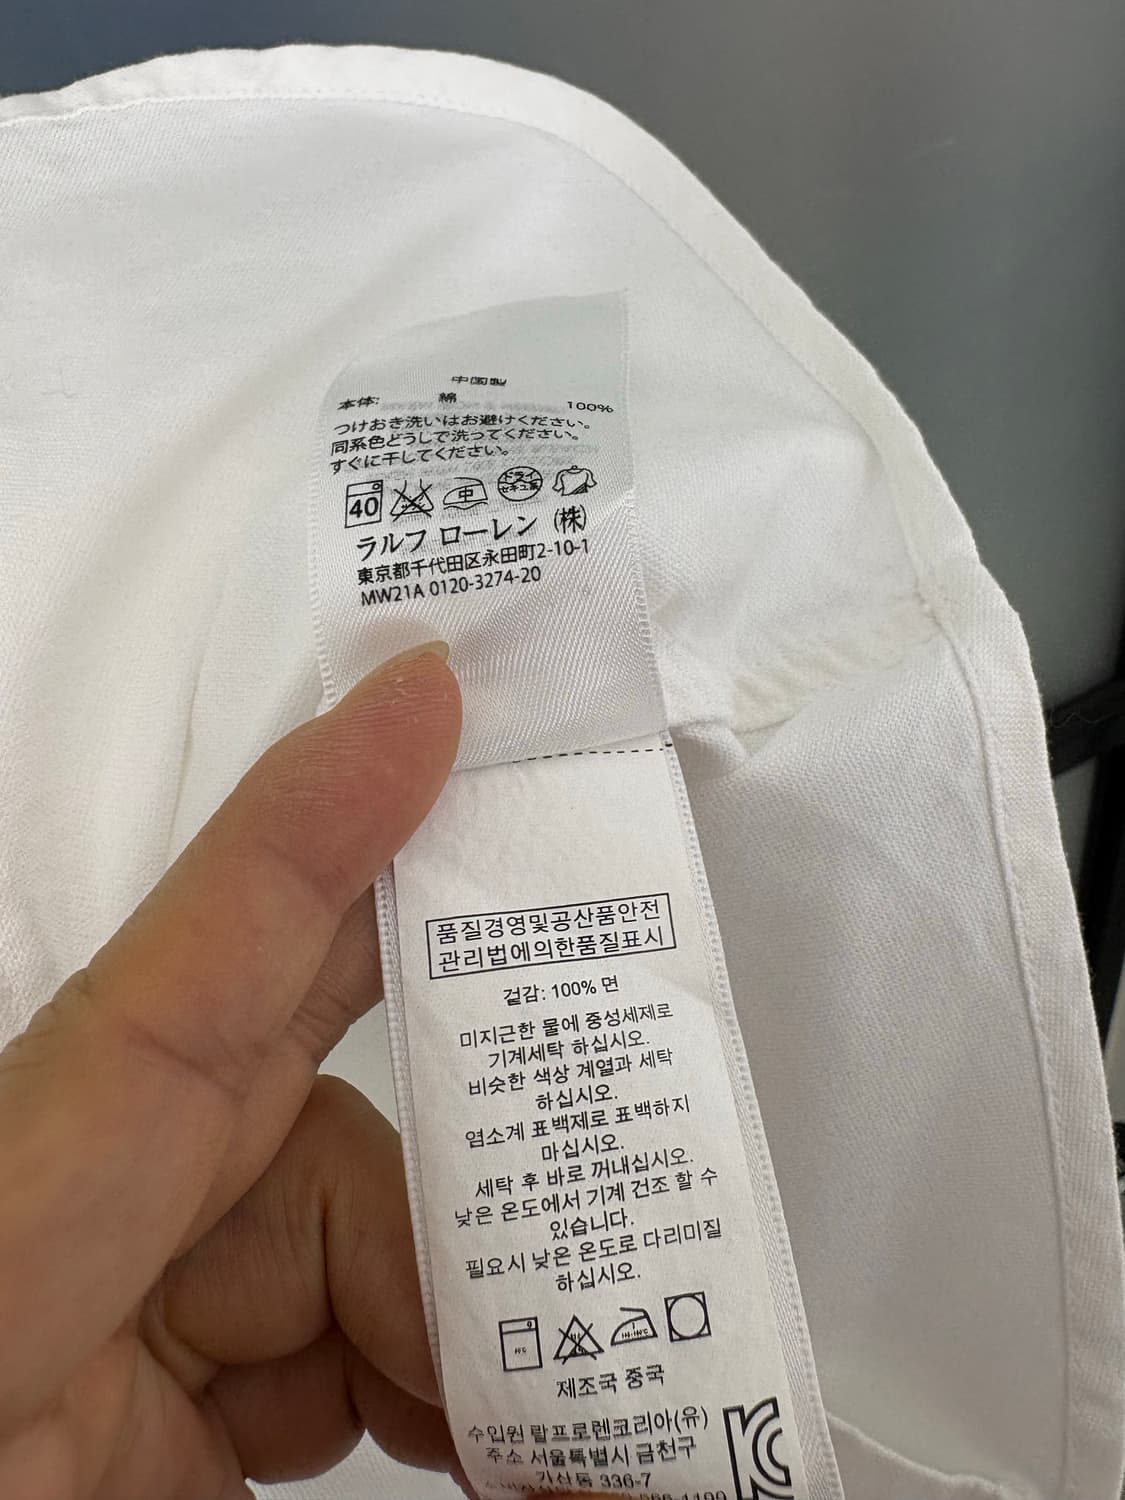 中国製
本体: 綿 100%
つけおき洗いはお避けください。
同系色どうしで洗ってください。
すぐに干してください。
40 中 ドライ セキユ系
ラルフ ローレン (株)
東京都千代田区永田町2-10-1
MW21A 0120-3274-20
품질경영및공산품안전
관리법에의한품질표시
겉감: 100% 면
미지근한 물에 중성세제로
기계세탁 하십시오.
비슷한 색상 계열과 세탁
하십시오.
염소계 표백제로 표백하지
마십시오.
세탁 후 바로 꺼내십시오.
낮은 온도에서 기계 건조 할 수
있습니다.
필요시 낮은 온도로 다리미질
하십시오.
제조국 중국
수입원 랄프로렌코리아(유)
주소 서울특별시 금천구
가산동 336-7